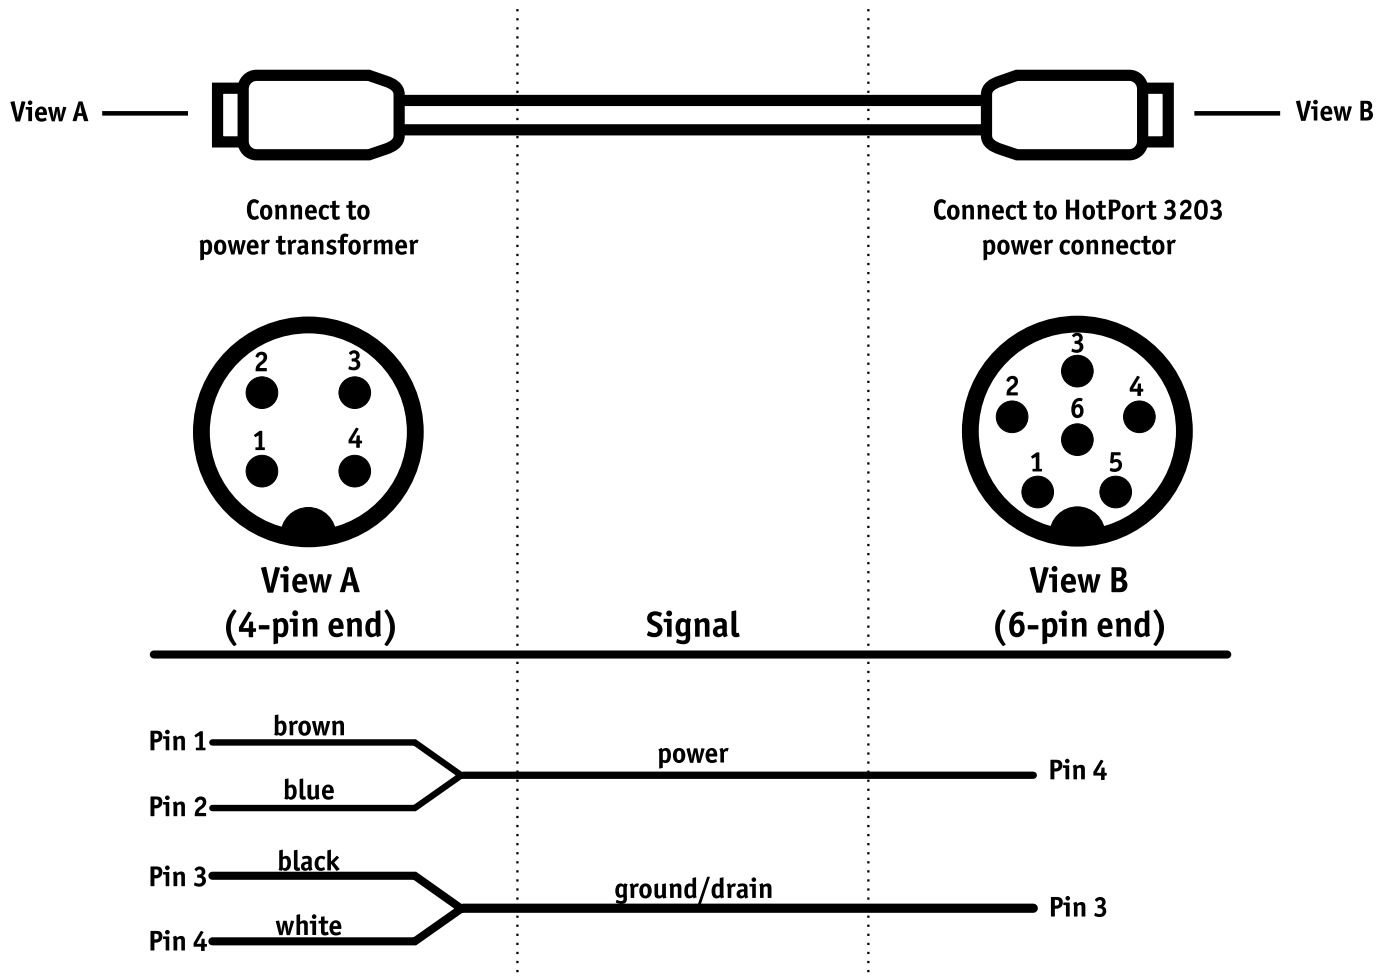 View A
View B
Connect to
power transformer
Connect to HotPort 3203
power connector
2
3
1
4
3
2
4
6
1
5
View A
(4-pin end)
Signal
View B
(6-pin end)
Pin 1
brown
power
Pin 4
Pin 2
blue
Pin 3
black
ground/drain
Pin 3
Pin 4
white